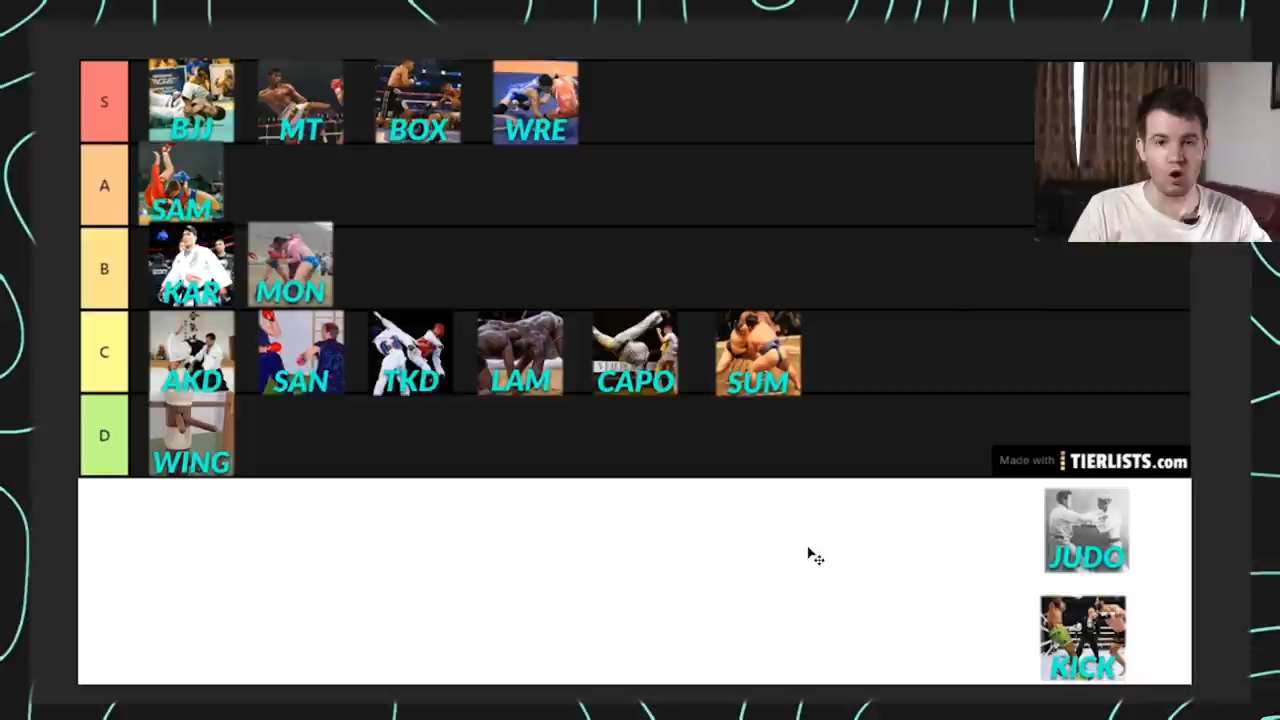 S
BJJ
MT
BOX
WRE
A
SAM
B
KAR
MON
C
AKD
SAN
TKD
LAM
CAPO
SUM
D
WING
Made with TIERLISTS.com
JUDO
KICK